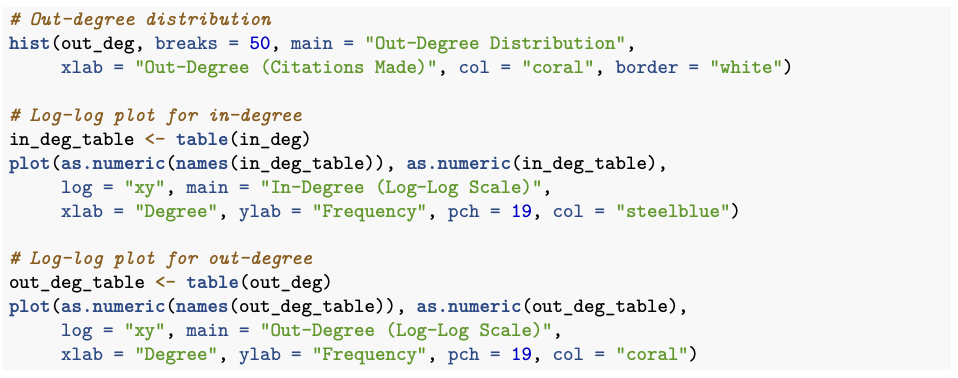 # Out-degree distribution
hist(out_deg, breaks = 50, main = "Out-Degree Distribution",
     xlab = "Out-Degree (Citations Made)", col = "coral", border = "white")

# Log-log plot for in-degree
in_deg_table <- table(in_deg)
plot(as.numeric(names(in_deg_table)), as.numeric(in_deg_table),
     log = "xy", main = "In-Degree (Log-Log Scale)",
     xlab = "Degree", ylab = "Frequency", pch = 19, col = "steelblue")

# Log-log plot for out-degree
out_deg_table <- table(out_deg)
plot(as.numeric(names(out_deg_table)), as.numeric(out_deg_table),
     log = "xy", main = "Out-Degree (Log-Log Scale)",
     xlab = "Degree", ylab = "Frequency", pch = 19, col = "coral")